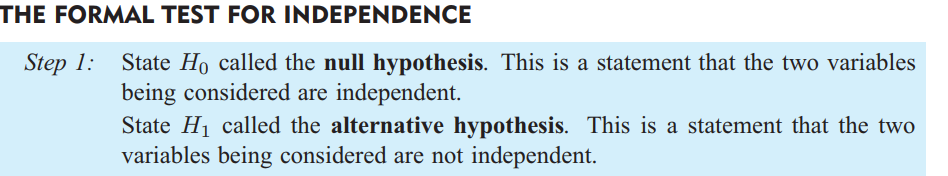 THE FORMAL TEST FOR INDEPENDENCE
Step 1: State H₀ called the null hypothesis. This is a statement that the two variables
being considered are independent.
State H₁ called the alternative hypothesis. This is a statement that the two
variables being considered are not independent.